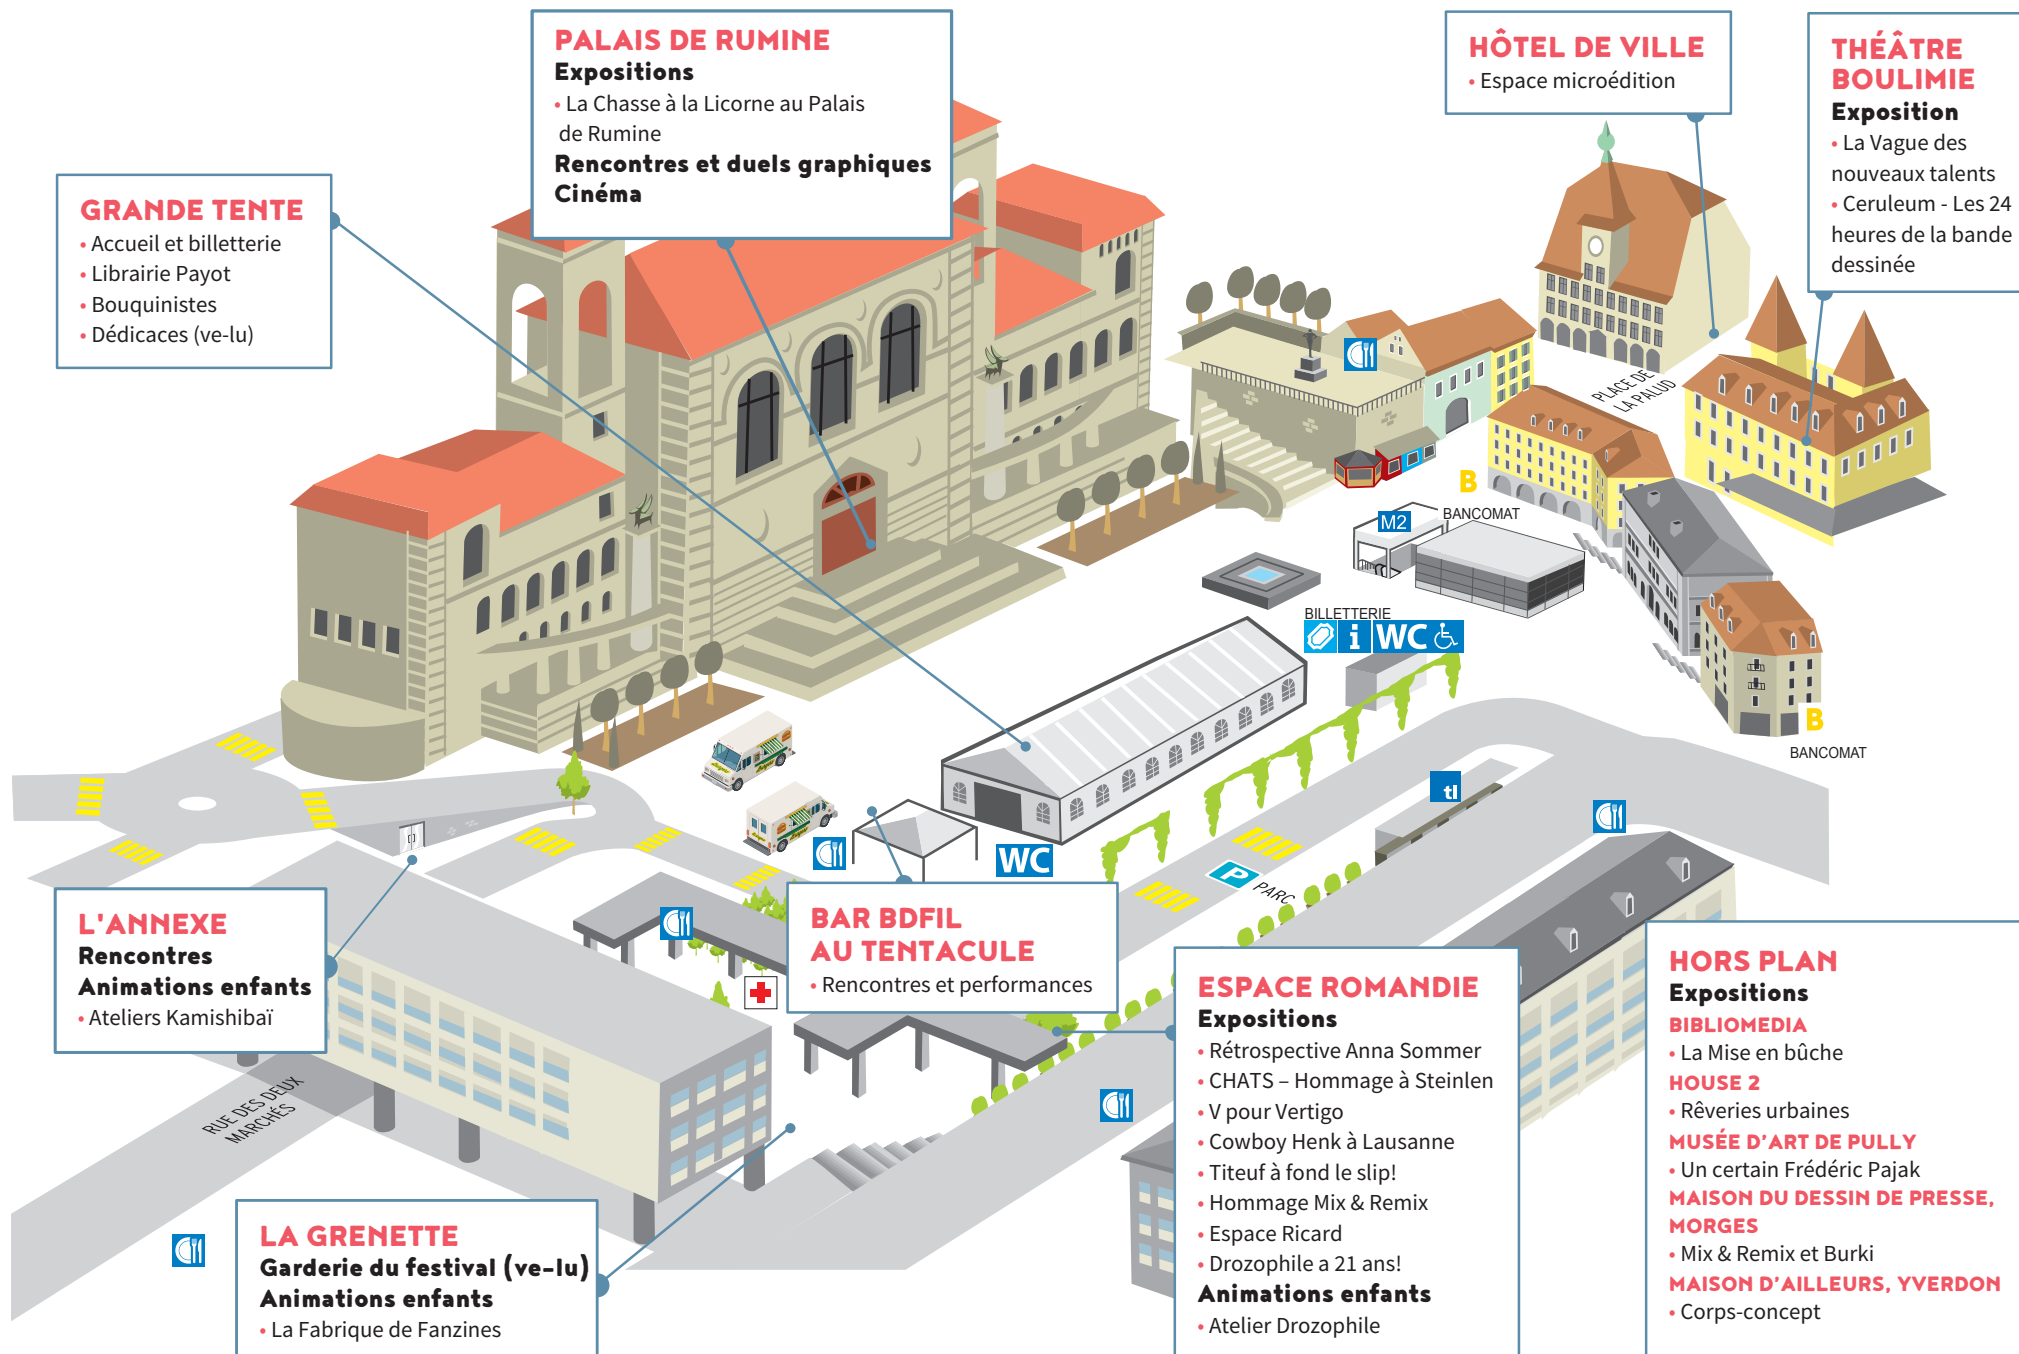 PALAIS DE RUMINE
Expositions
• La Chasse à la Licorne au Palais
de Rumine
Rencontres et duels graphiques
Cinéma
HÔTEL DE VILLE
• Espace microédition
THÉÂTRE
BOULIMIE
Exposition
• La Vague des
nouveaux talents
• Ceruleum - Les 24
heures de la bande
dessinée
GRANDE TENTE
• Accueil et billetterie
• Librairie Payot
• Bouquinistes
• Dédicaces (ve-lu)
PLACE DE
LA PALUD
B
BANCOMAT
M2
BILLETTERIE
i WC
B
BANCOMAT
tl
WC
P PARC
L'ANNEXE
Rencontres
Animations enfants
• Ateliers Kamishibaï
BAR BDFIL
AU TENTACULE
• Rencontres et performances
ESPACE ROMANDIE
Expositions
• Rétrospective Anna Sommer
• CHATS – Hommage à Steinlen
• V pour Vertigo
• Cowboy Henk à Lausanne
• Titeuf à fond le slip!
• Hommage Mix & Remix
• Espace Ricard
• Drozophile a 21 ans!
Animations enfants
• Atelier Drozophile
HORS PLAN
Expositions
BIBLIOMEDIA
• La Mise en bûche
HOUSE 2
• Rêveries urbaines
MUSÉE D'ART DE PULLY
• Un certain Frédéric Pajak
MAISON DU DESSIN DE PRESSE,
MORGES
• Mix & Remix et Burki
MAISON D'AILLEURS, YVERDON
• Corps-concept
RUE DES DEUX
MARCHÉS
LA GRENETTE
Garderie du festival (ve-lu)
Animations enfants
• La Fabrique de Fanzines